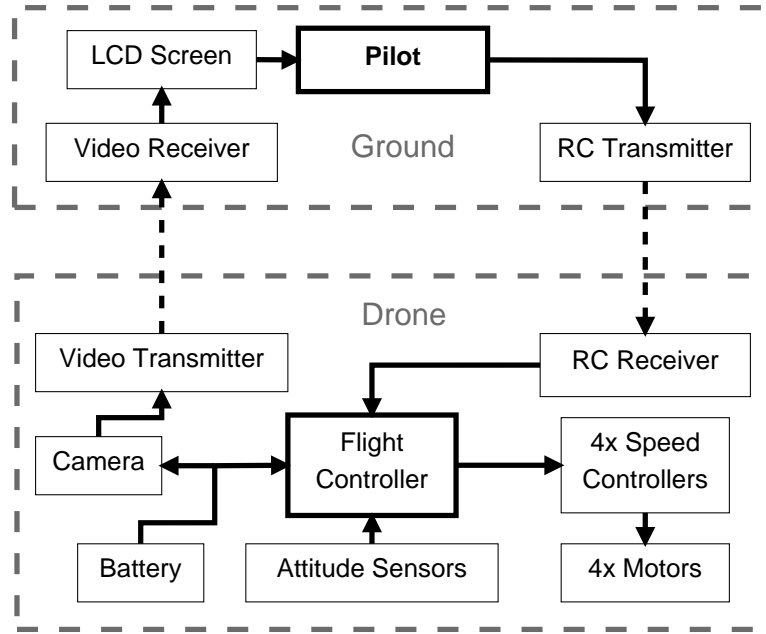 LCD Screen
Pilot
Video Receiver
Ground
RC Transmitter
Drone
Video Transmitter
RC Receiver
Camera
Flight
Controller
4x Speed
Controllers
Battery
Attitude Sensors
4x Motors